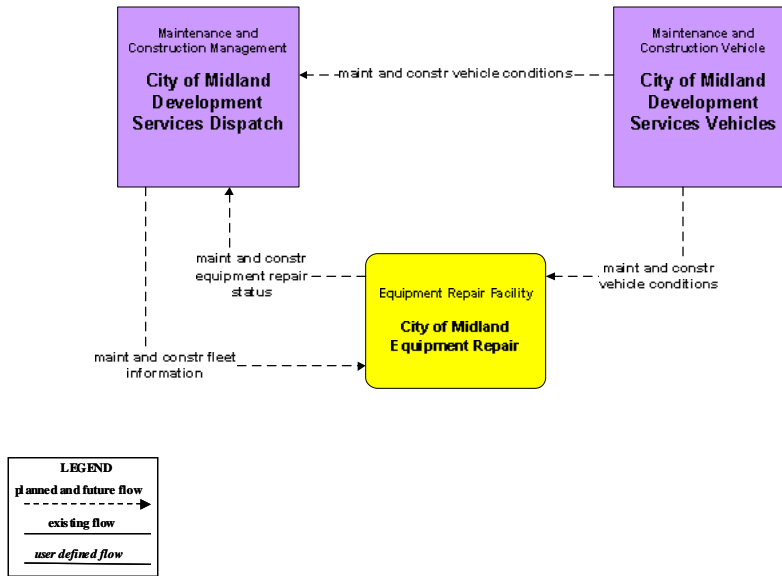 Maintenance and
Construction Management
City of Midland
Development
Services Dispatch
maint and constr vehicle conditions
Maintenance and
Construction Vehicle
City of Midland
Development
Services Vehicles
maint and constr
equipment repair
status
Equipment Repair Facility
City of Midland
Equipment Repair
maint and constr
vehicle conditions
maint and constr fleet
information
LEGEND
planned and future flow
existing flow
user defined flow